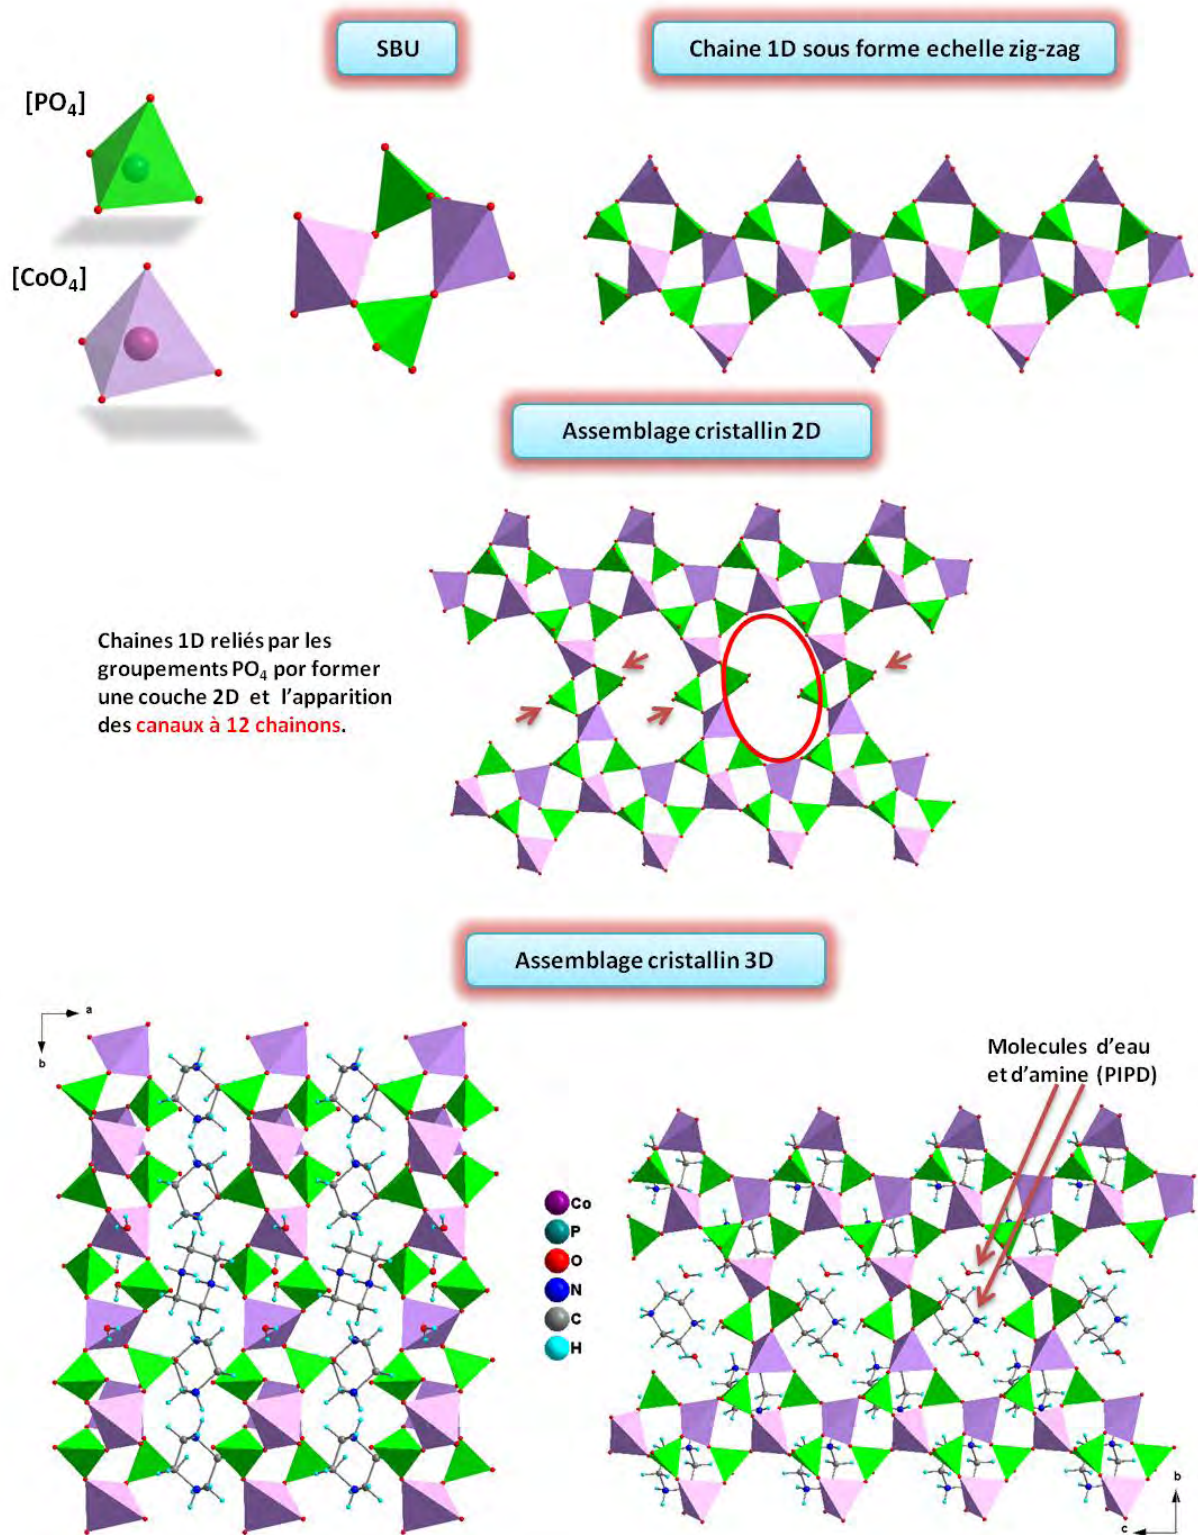 SBU
Chaine 1D sous forme echelle zig-zag
[PO₄]
[CoO₄]
Assemblage cristallin 2D
Chaines 1D reliés par les
groupements PO₄ por former
une couche 2D et l'apparition
des canaux à 12 chainons.
Assemblage cristallin 3D
a
b
Molecules d'eau
et d'amine (PIPD)
Co
P
O
N
C
H
b
c